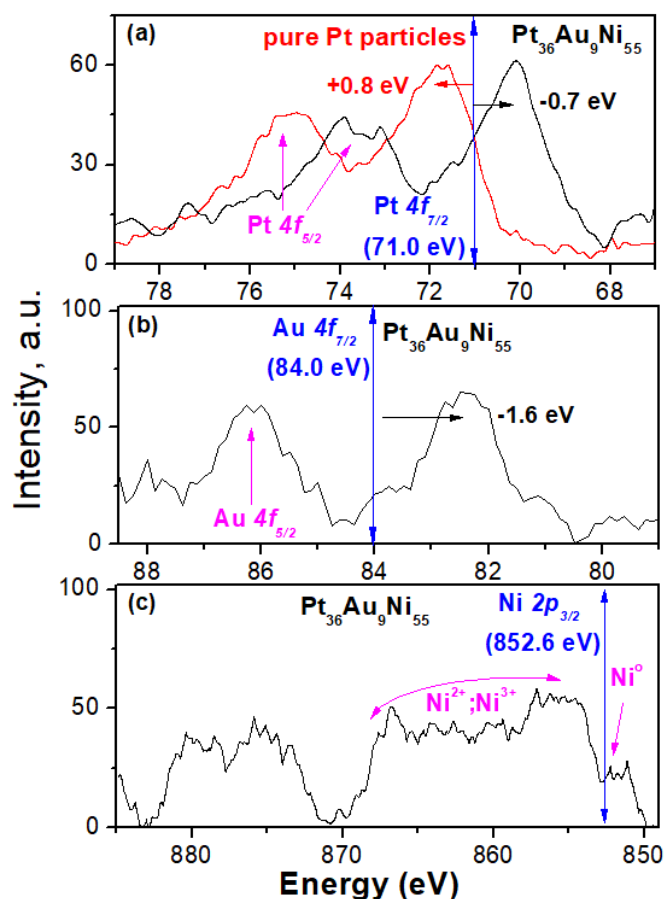 (a)
pure Pt particles
Pt₃₆Au₉Ni₅₅
+0.8 eV
-0.7 eV
Pt 4f₅/₂
Pt 4f₇/₂
(71.0 eV)
60
30
0
78 76 74 72 70 68
(b)
Au 4f₇/₂
(84.0 eV)
Pt₃₆Au₉Ni₅₅
-1.6 eV
Au 4f₅/₂
100
50
0
88 86 84 82 80
(c)
Pt₃₆Au₉Ni₅₅
Ni 2p₃/₂
(852.6 eV)
Ni²⁺;Ni³⁺
Ni⁰
100
50
0
880 870 860 850
Intensity, a.u.
Energy (eV)